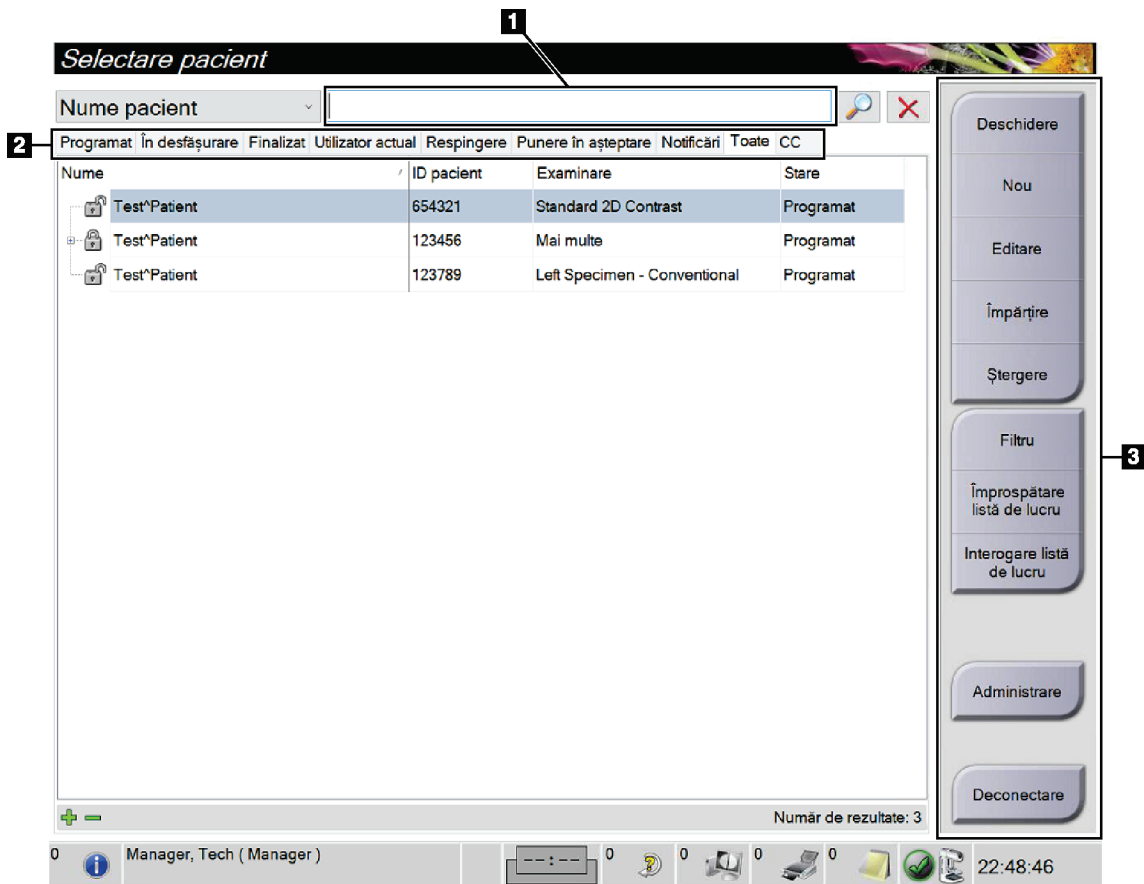 1
Selectare pacient
Nume pacient
2
Programat În desfășurare Finalizat Utilizator actual Respingere Punere în așteptare Notificări Toate CC
Nume ID pacient Examinare Stare
Test^Patient 654321 Standard 2D Contrast Programat
Test^Patient 123456 Mai multe Programat
Test^Patient 123789 Left Specimen - Conventional Programat
Deschidere
Nou
Editare
Împărțire
Ștergere
Filtru
3
Împrospătare
listă de lucru
Interogare listă
de lucru
Administrare
Deconectare
Număr de rezultate: 3
0 Manager, Tech ( Manager ) --:-- 0 0 0 0 22:48:46